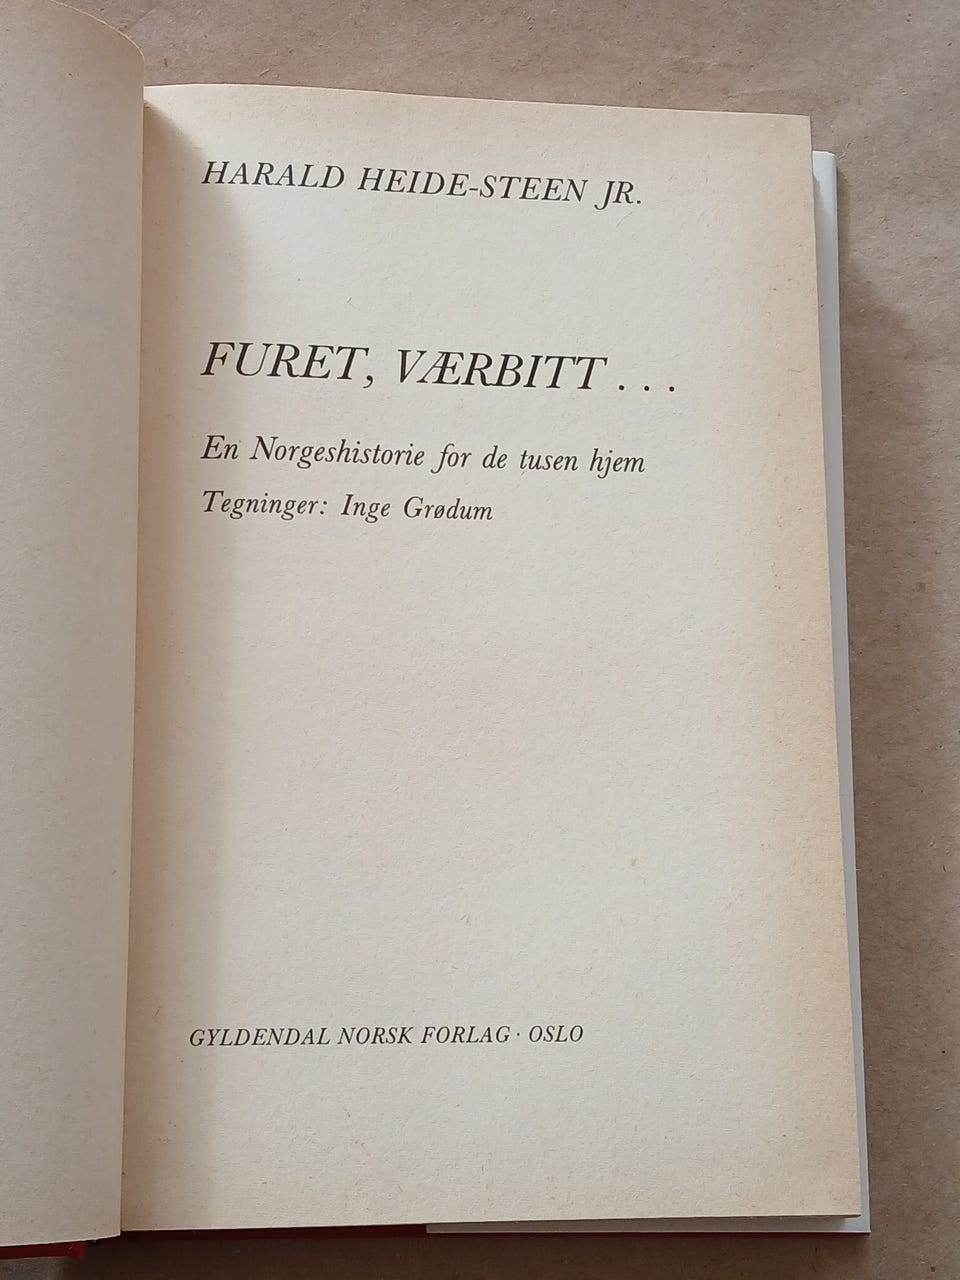 HARALD HEIDE-STEEN JR.
FURET, VÆRBITT . . .
En Norgeshistorie for de tusen hjem
Tegninger: Inge Grødum
GYLDENDAL NORSK FORLAG · OSLO